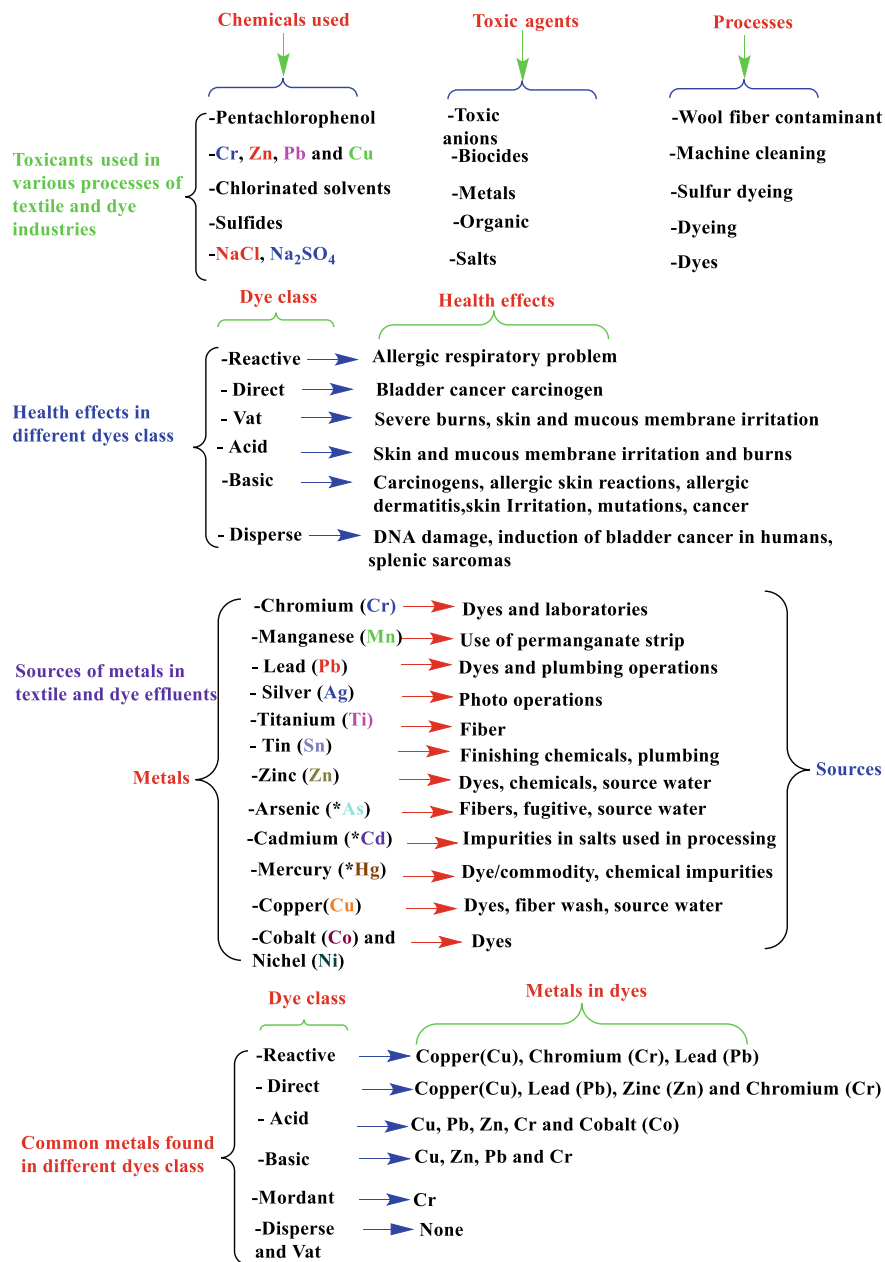 Chemicals used
Toxic agents
Processes
Toxicants used in
various processes of
textile and dye
industries
-Pentachlorophenol
-Cr, Zn, Pb and Cu
-Chlorinated solvents
-Sulfides
-NaCl, Na₂SO₄
-Toxic
anions
-Biocides
-Metals
-Organic
-Salts
-Wool fiber contaminant
-Machine cleaning
-Sulfur dyeing
-Dyeing
-Dyes
Dye class
Health effects
Health effects in
different dyes class
-Reactive
Allergic respiratory problem
- Direct
Bladder cancer carcinogen
- Vat
Severe burns, skin and mucous membrane irritation
- Acid
Skin and mucous membrane irritation and burns
-Basic
Carcinogens, allergic skin reactions, allergic
dermatitis,skin Irritation, mutations, cancer
- Disperse
DNA damage, induction of bladder cancer in humans,
splenic sarcomas
Sources of metals in
textile and dye effluents
Metals
-Chromium (Cr)
Dyes and laboratories
-Manganese (Mn)
Use of permanganate strip
- Lead (Pb)
Dyes and plumbing operations
- Silver (Ag)
Photo operations
-Titanium (Ti)
Fiber
- Tin (Sn)
Finishing chemicals, plumbing
-Zinc (Zn)
Dyes, chemicals, source water
-Arsenic (*As)
Fibers, fugitive, source water
-Cadmium (*Cd)
Impurities in salts used in processing
-Mercury (*Hg)
Dye/commodity, chemical impurities
-Copper(Cu)
Dyes, fiber wash, source water
-Cobalt (Co) and
Nichel (Ni)
Dyes
Sources
Dye class
Metals in dyes
Common metals found
in different dyes class
-Reactive
Copper(Cu), Chromium (Cr), Lead (Pb)
- Direct
Copper(Cu), Lead (Pb), Zinc (Zn) and Chromium (Cr)
- Acid
Cu, Pb, Zn, Cr and Cobalt (Co)
-Basic
Cu, Zn, Pb and Cr
-Mordant
Cr
-Disperse
and Vat
None